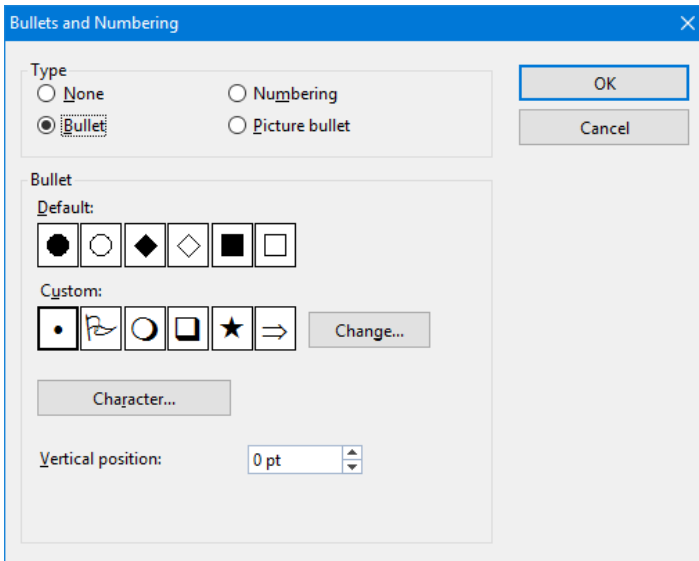 Bullets and Numbering
Type
None
Numbering
OK
Bullet
Picture bullet
Cancel
Bullet
Default:
Custom:
Change...
Character...
Vertical position:
0 pt